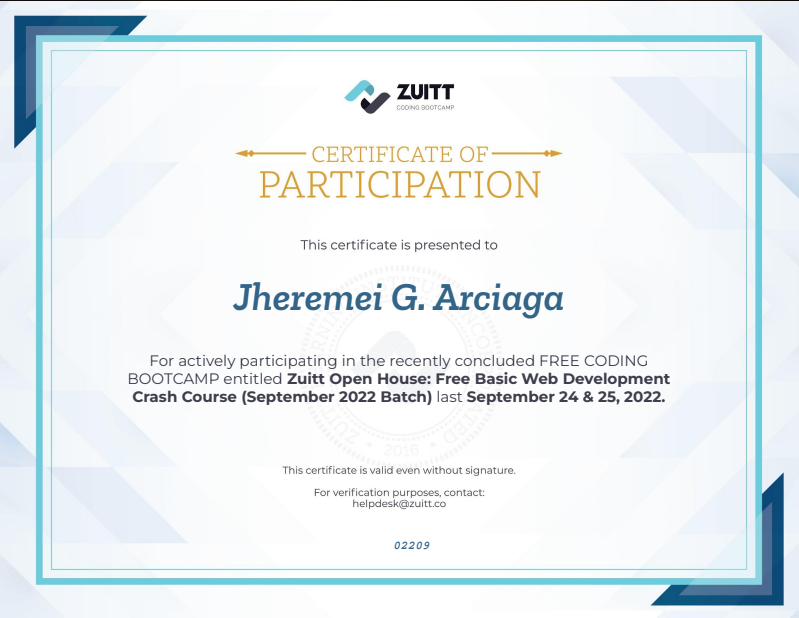 ZUITT
CODING BOOTCAMP
CERTIFICATE OF
PARTICIPATION
This certificate is presented to
Jheremei G. Arciaga
For actively participating in the recently concluded FREE CODING
BOOTCAMP entitled Zuitt Open House: Free Basic Web Development
Crash Course (September 2022 Batch) last September 24 & 25, 2022.
2016
This certificate is valid even without signature.
For verification purposes, contact:
helpdesk@zuitt.co
02209